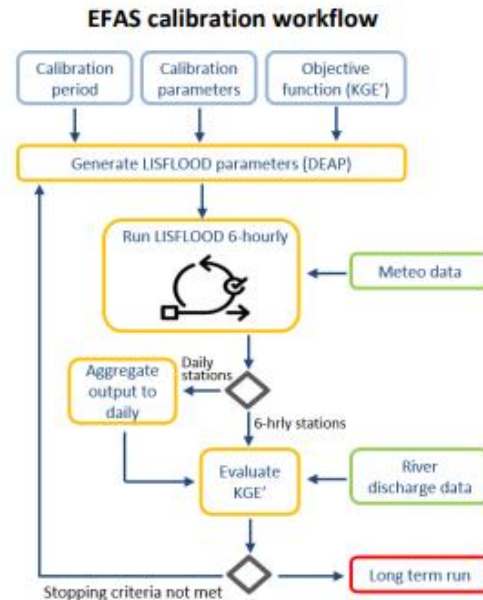 EFAS calibration workflow
Calibration
period
Calibration
parameters
Objective
function (KGE')
Generate LISFLOOD parameters (DEAP)
Run LISFLOOD 6-hourly
Meteo data
Daily
stations
Aggregate
output to
daily
6-hrly stations
Evaluate
KGE'
River
discharge data
Stopping criteria not met
Long term run